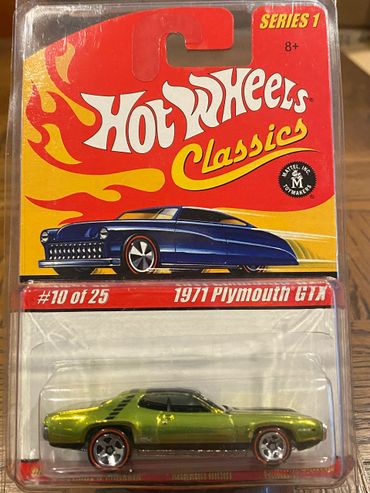 SERIES 1
8+
Hot Wheels
Classics
MATTEL, INC.
M
TOYMAKERS
#10 of 25
1971 Plymouth GTX